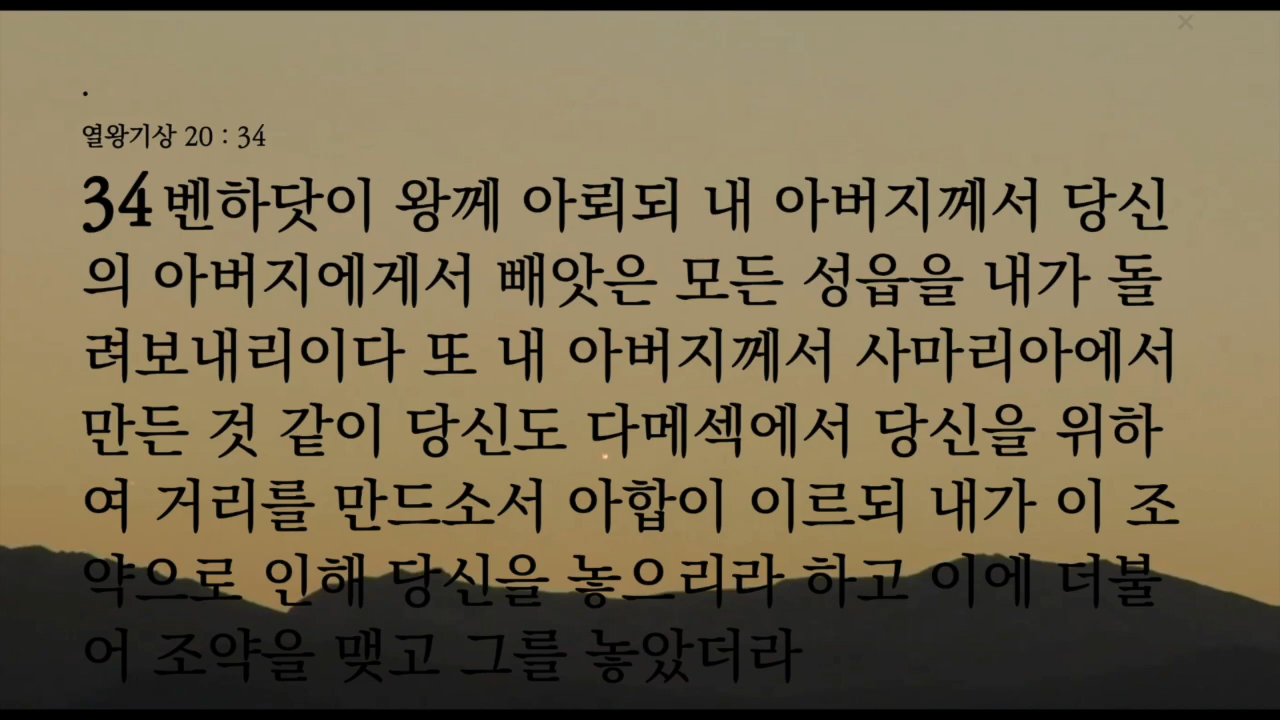 .
열왕기상 20 : 34
34 벤하닷이 왕께 아뢰되 내 아버지께서 당신
의 아버지에게서 빼앗은 모든 성읍을 내가 돌
려보내리이다 또 내 아버지께서 사마리아에서
만든 것 같이 당신도 다메섹에서 당신을 위하
여 거리를 만드소서 아합이 이르되 내가 이 조
약으로 인해 당신을 놓으리라 하고 이에 더불
어 조약을 맺고 그를 놓았더라